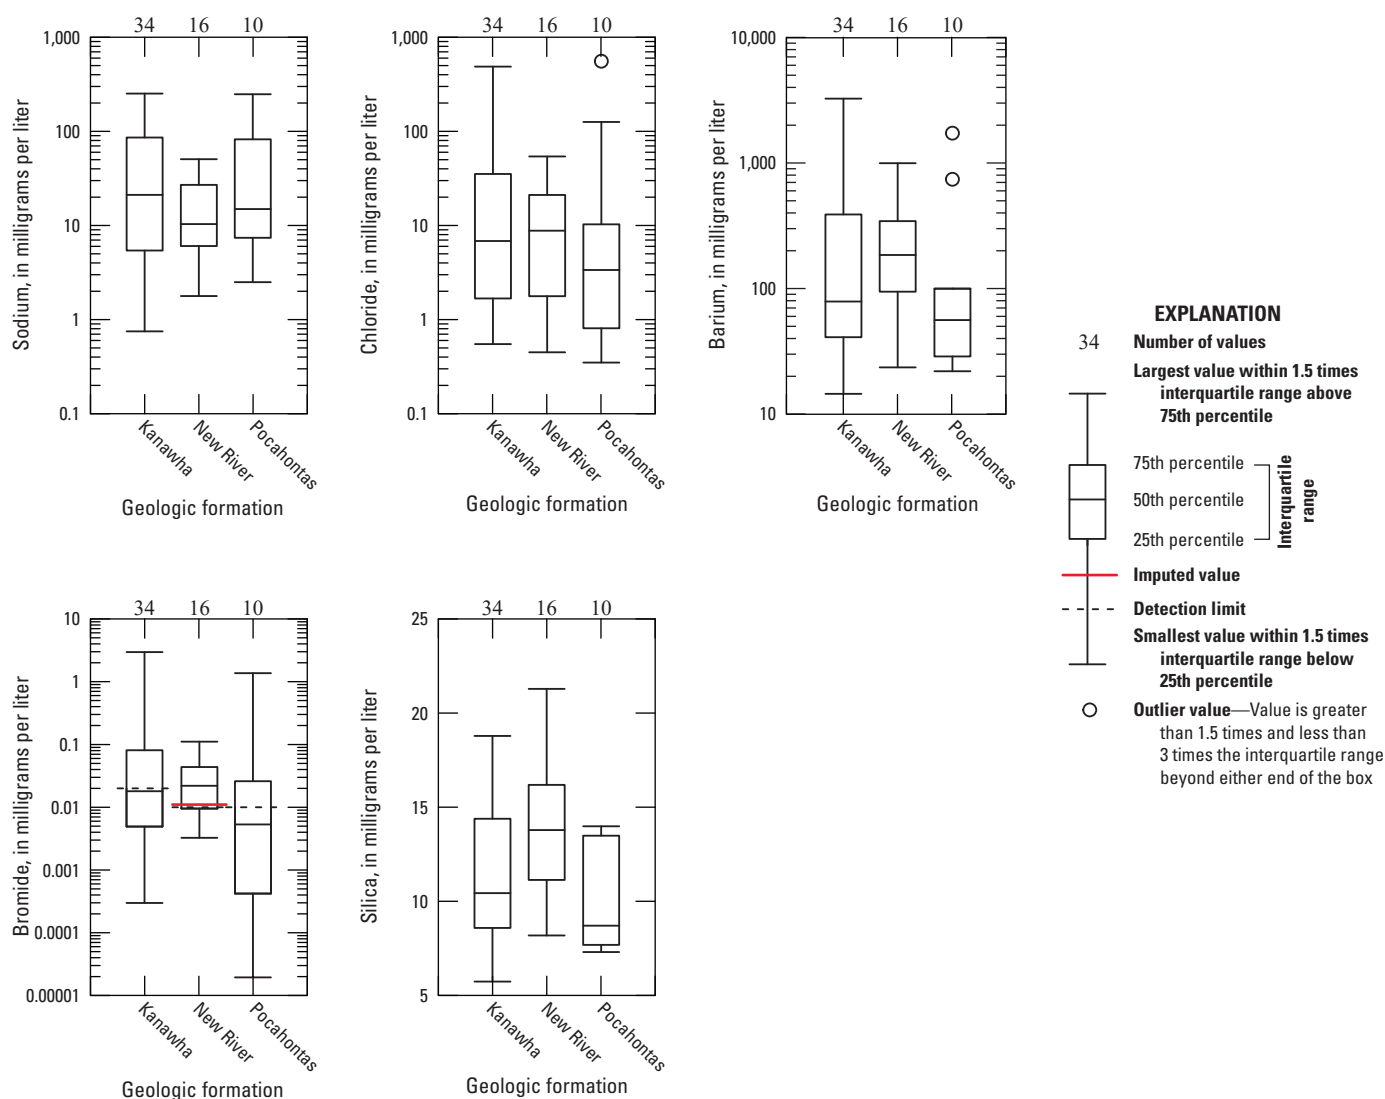 34 16 10
1,000
100
10
1
0.1
Sodium, in milligrams per liter
Kanawha
New River
Pocahontas
Geologic formation
34 16 10
1,000
100
10
1
0.1
Chloride, in milligrams per liter
Kanawha
New River
Pocahontas
Geologic formation
34 16 10
10,000
1,000
100
10
Barium, in milligrams per liter
Kanawha
New River
Pocahontas
Geologic formation
34 16 10
10
1
0.1
0.01
0.001
0.0001
0.00001
Bromide, in milligrams per liter
Kanawha
New River
Pocahontas
Geologic formation
34 16 10
25
20
15
10
5
Silica, in milligrams per liter
Kanawha
New River
Pocahontas
Geologic formation
EXPLANATION
34 Number of values
Largest value within 1.5 times
interquartile range above
75th percentile
75th percentile
50th percentile
25th percentile
Interquartile
range
Imputed value
Detection limit
Smallest value within 1.5 times
interquartile range below
25th percentile
Outlier value—Value is greater
than 1.5 times and less than
3 times the interquartile range
beyond either end of the box